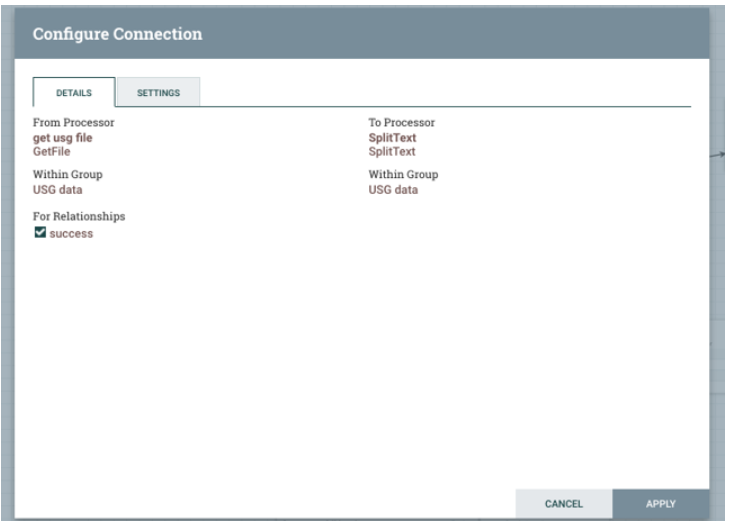 Configure Connection
DETAILS
SETTINGS
From Processor
get usg file
GetFile
Within Group
USG data
For Relationships
success
To Processor
SplitText
SplitText
Within Group
USG data
CANCEL
APPLY